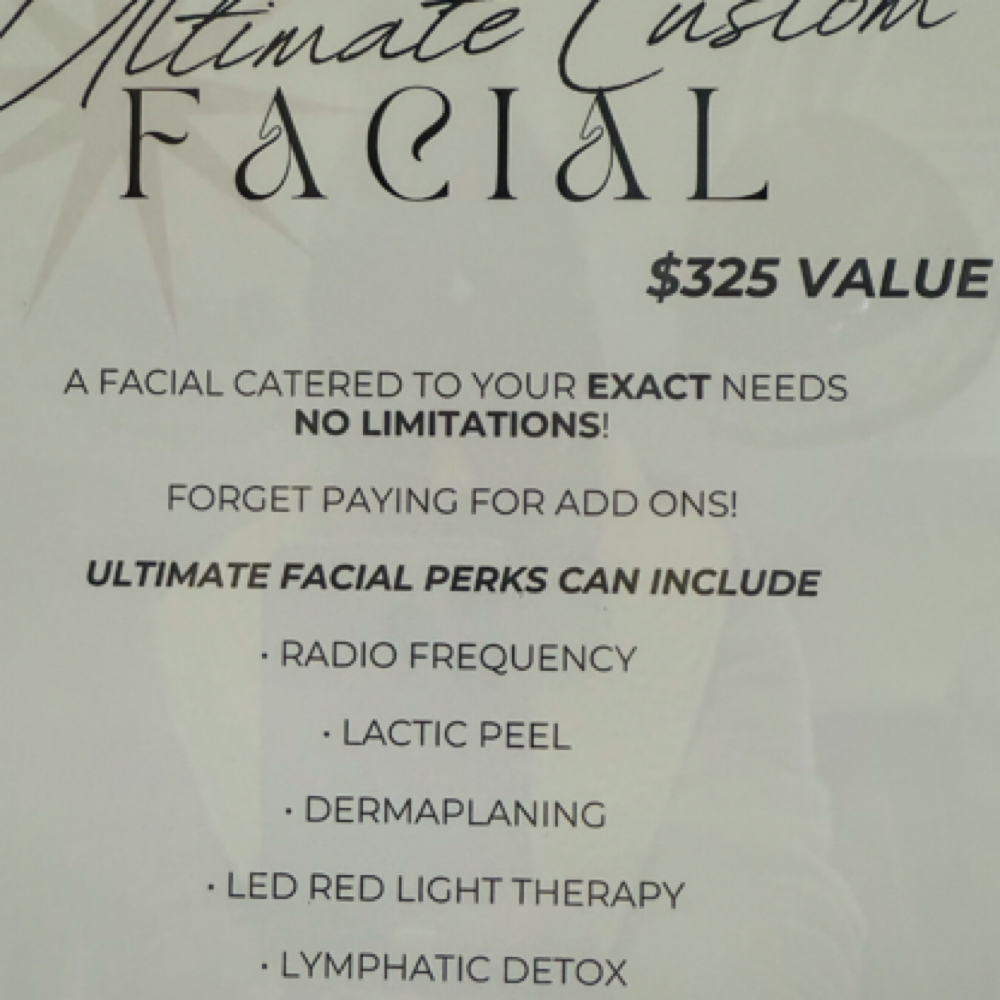 Ultimate Custom
FACIAL
$325 VALUE
A FACIAL CATERED TO YOUR EXACT NEEDS
NO LIMITATIONS!
FORGET PAYING FOR ADD ONS!
ULTIMATE FACIAL PERKS CAN INCLUDE
· RADIO FREQUENCY
· LACTIC PEEL
· DERMAPLANING
· LED RED LIGHT THERAPY
· LYMPHATIC DETOX